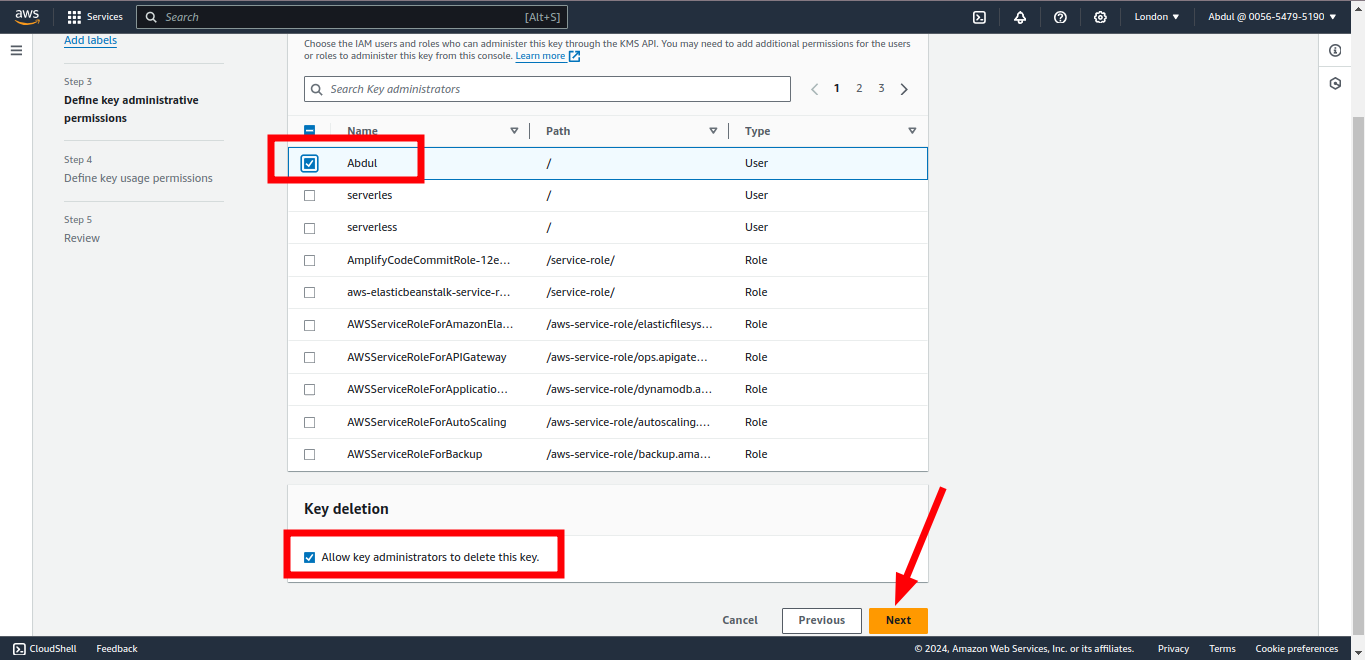 aws Services Search [Alt+S] London Abdul @ 0056-5479-5190
Add labels
Step 3
Define key administrative
permissions
Step 4
Define key usage permissions
Step 5
Review
Choose the IAM users and roles who can administer this key through the KMS API. You may need to add additional permissions for the users
or roles to administer this key from this console. Learn more
Search Key administrators 1 2 3
Name Path Type
Abdul / User
serverles / User
serverless / User
AmplifyCodeCommitRole-12e... /service-role/ Role
aws-elasticbeanstalk-service-r... /service-role/ Role
AWSServiceRoleForAmazonEla... /aws-service-role/elasticfilesys... Role
AWSServiceRoleForAPIGateway /aws-service-role/ops.apigate... Role
AWSServiceRoleForApplicatio... /aws-service-role/dynamodb.a... Role
AWSServiceRoleForAutoScaling /aws-service-role/autoscaling.... Role
AWSServiceRoleForBackup /aws-service-role/backup.ama... Role
Key deletion
Allow key administrators to delete this key.
Cancel Previous Next
CloudShell Feedback © 2024, Amazon Web Services, Inc. or its affiliates. Privacy Terms Cookie preferences